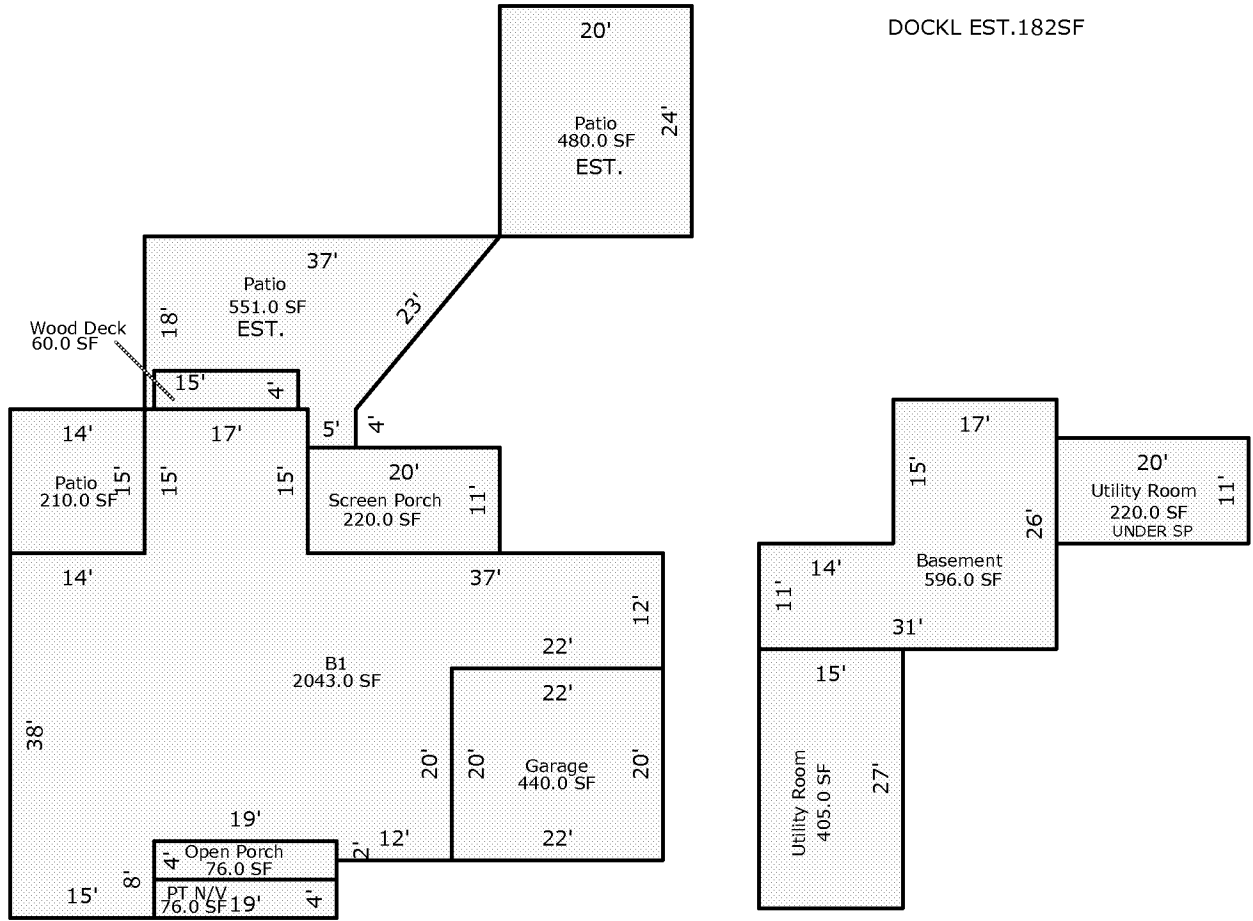 DOCKL EST.182SF
20'
24'
Patio
480.0 SF
EST.
37'
Patio
551.0 SF
EST.
18'
23'
Wood Deck
60.0 SF
15'
4'
5'
4'
14'
15'
Patio
210.0 SF
17'
15'
15'
20'
11'
Screen Porch
220.0 SF
14'
37'
12'
22'
B1
2043.0 SF
38'
22'
20'
20'
20'
Garage
440.0 SF
22'
19'
12'
2'
4'
Open Porch
76.0 SF
8'
15'
PT N/V
76.0 SF
19'
4'
17'
15'
26'
20'
11'
Utility Room
220.0 SF
UNDER SP
Basement
596.0 SF
14'
11'
31'
15'
27'
Utility Room
405.0 SF